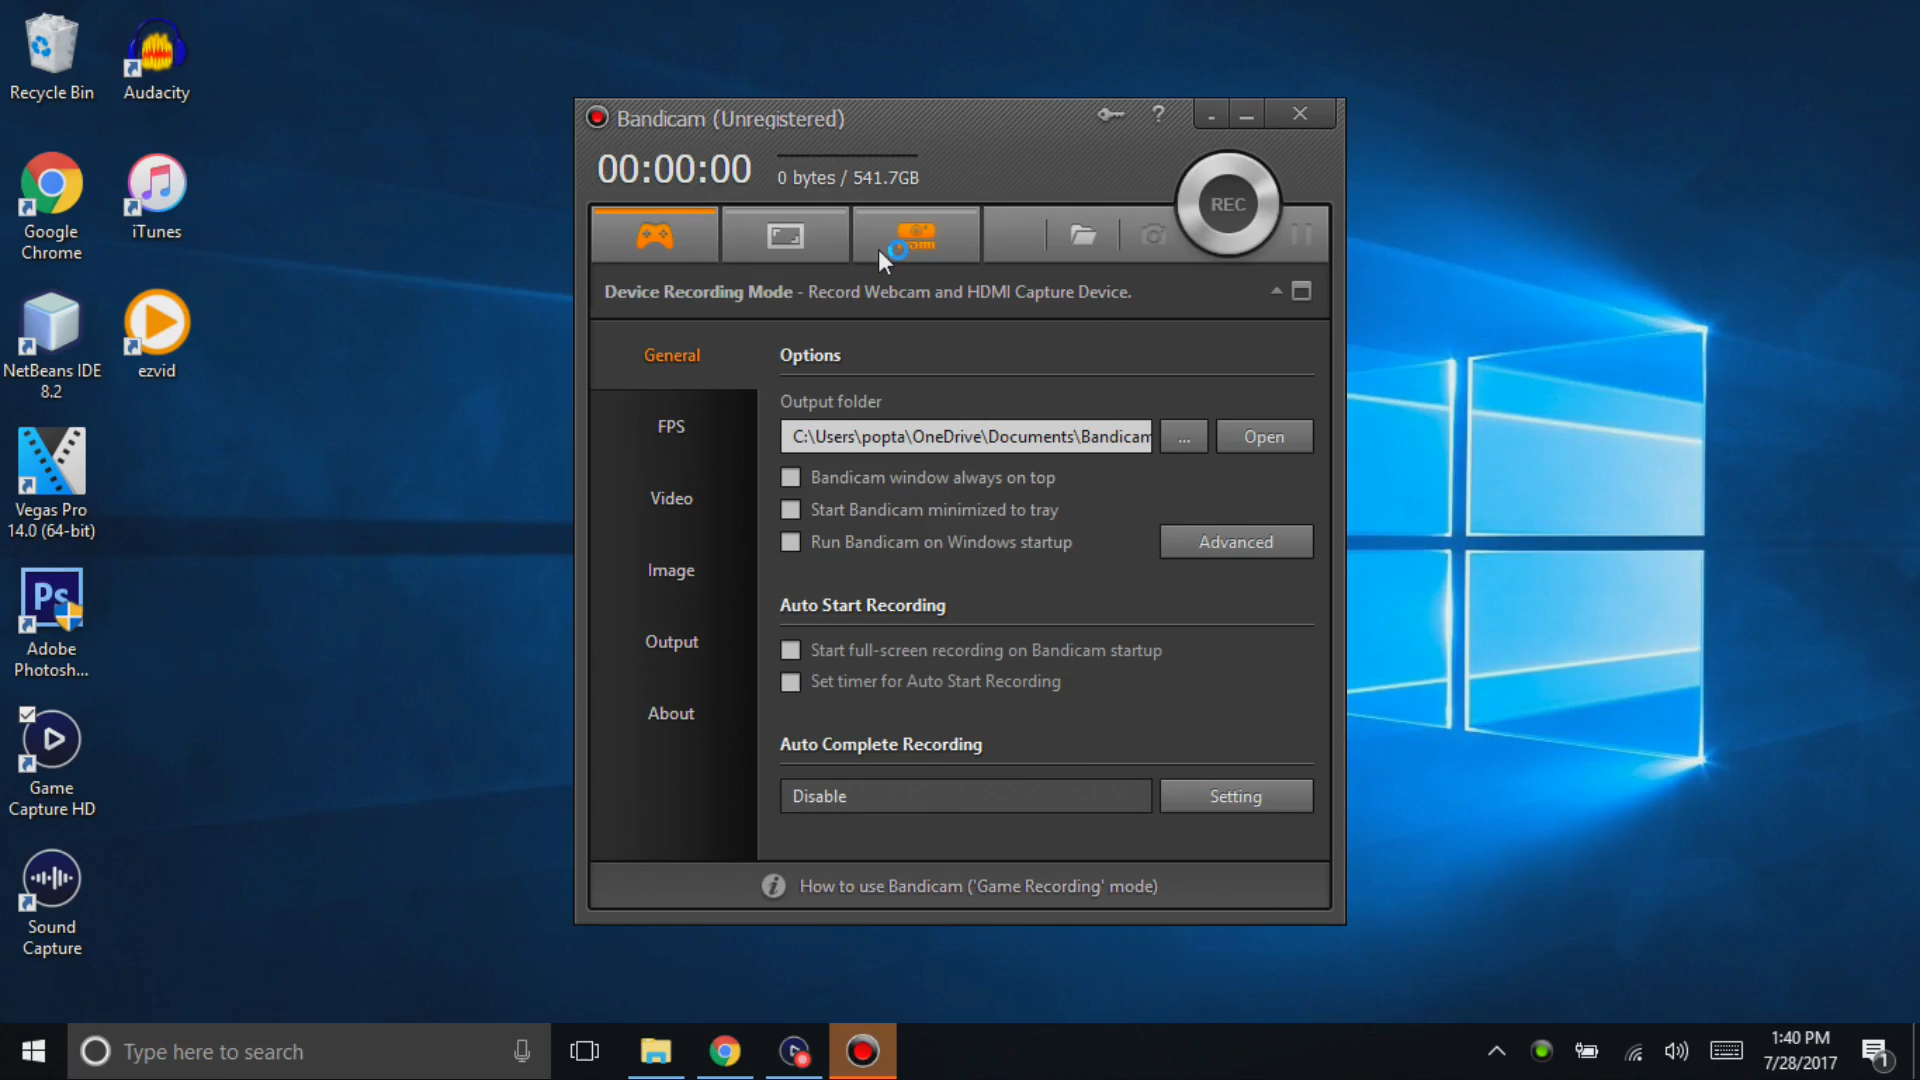 Recycle Bin
Audacity
Google
Chrome
iTunes
NetBeans IDE
8.2
ezvid
Vegas Pro
14.0 (64-bit)
Ps
Adobe
Photosh...
Game
Capture HD
Sound
Capture
Bandicam (Unregistered)
?
00:00:00
0 bytes / 541.7GB
REC
Device Recording Mode - Record Webcam and HDMI Capture Device.
General
FPS
Video
Image
Output
About
Options
Output folder
C:\Users\popta\OneDrive\Documents\Bandicam
...
Open
Bandicam window always on top
Start Bandicam minimized to tray
Run Bandicam on Windows startup
Advanced
Auto Start Recording
Start full-screen recording on Bandicam startup
Set timer for Auto Start Recording
Auto Complete Recording
Disable
Setting
How to use Bandicam ('Game Recording' mode)
Type here to search
1:40 PM
7/28/2017
1